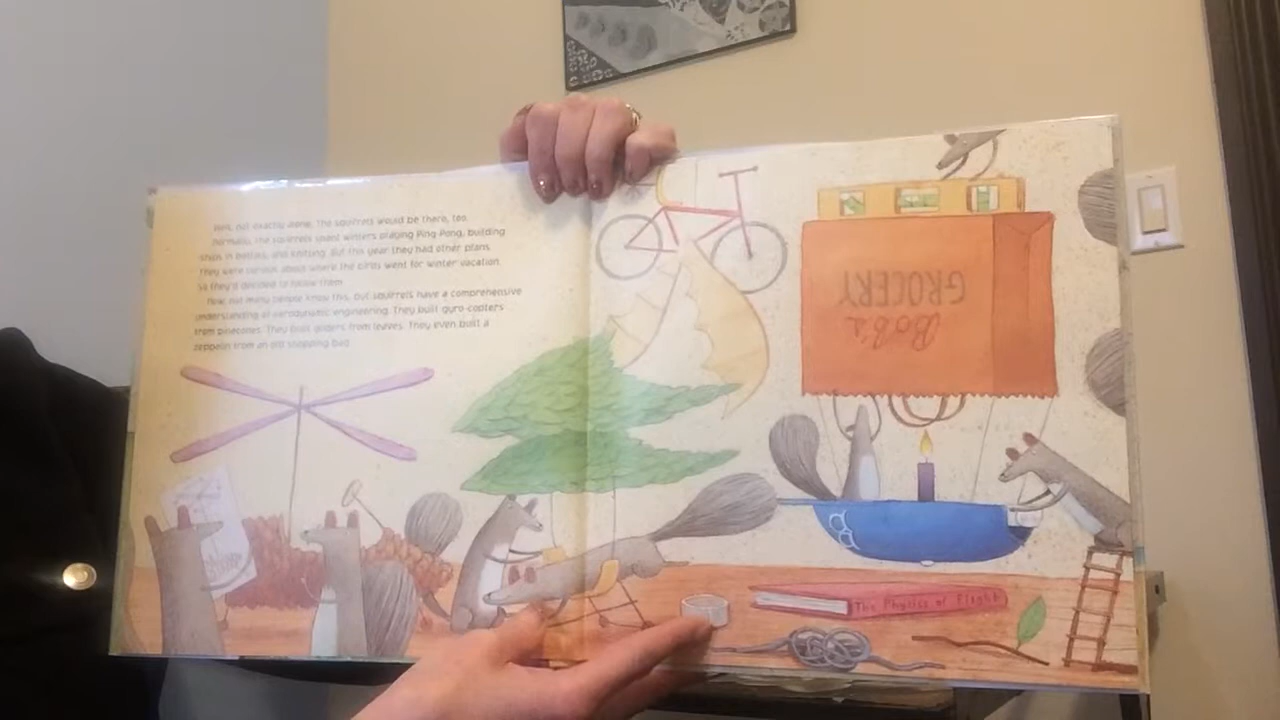 Well, not exactly alone. The squirrels would be there, too.
Normally, the squirrels spent winters playing Ping-Pong, building
ships in bottles, and knitting. But this year they had other plans.
They were curious about where the birds went for winter vacation.
So they'd decided to follow them.
Now, not many people know this, but squirrels have a comprehensive
understanding of aerodynamic engineering. They built gyro-copters
from pinecones. They built gliders from leaves. They even built a
zeppelin from an old shopping bag.
BOB'S
GROCERY
The Physics of Flight